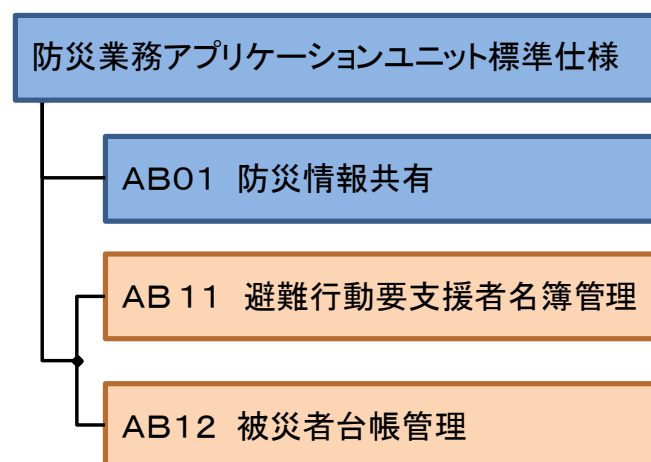 防災業務アプリケーションユニット標準仕様
AB01 防災情報共有
AB11 避難行動要支援者名簿管理
AB12 被災者台帳管理